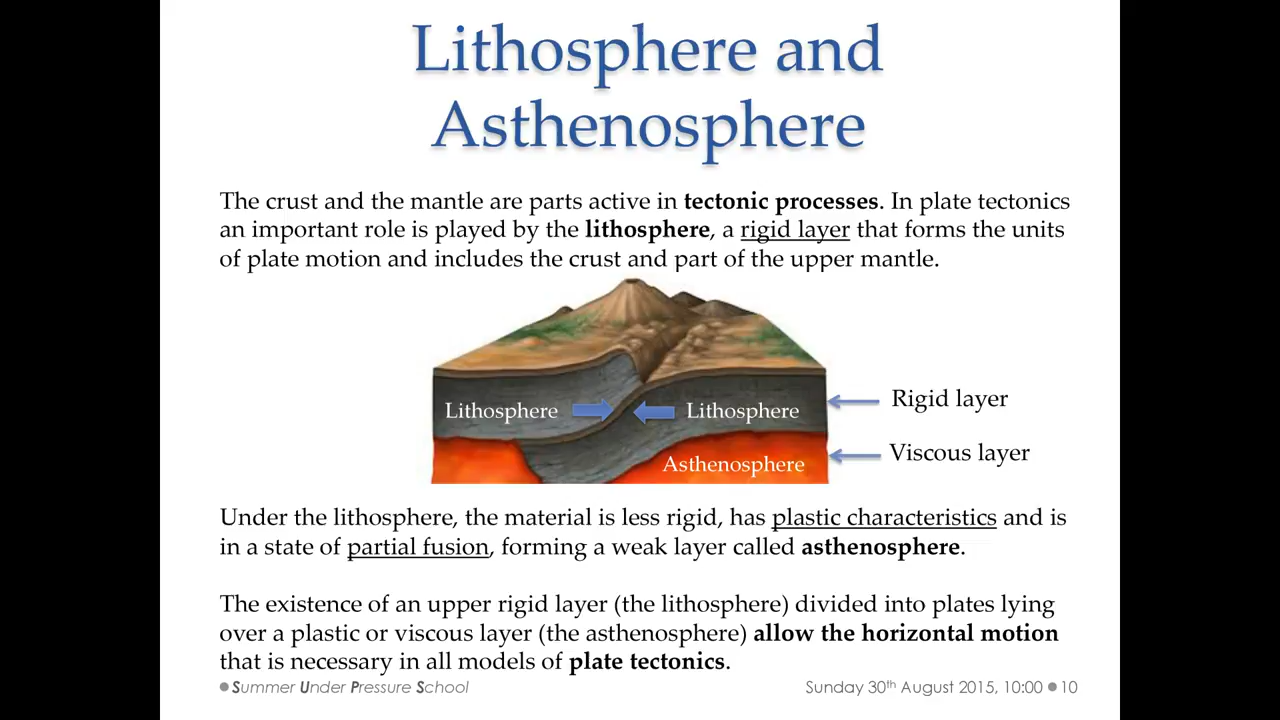 Lithosphere and
Asthenosphere
The crust and the mantle are parts active in tectonic processes. In plate tectonics
an important role is played by the lithosphere, a rigid layer that forms the units
of plate motion and includes the crust and part of the upper mantle.
Lithosphere
Lithosphere
Rigid layer
Asthenosphere
Viscous layer
Under the lithosphere, the material is less rigid, has plastic characteristics and is
in a state of partial fusion, forming a weak layer called asthenosphere.
The existence of an upper rigid layer (the lithosphere) divided into plates lying
over a plastic or viscous layer (the asthenosphere) allow the horizontal motion
that is necessary in all models of plate tectonics.
Summer Under Pressure School
Sunday 30th August 2015, 10:00 10